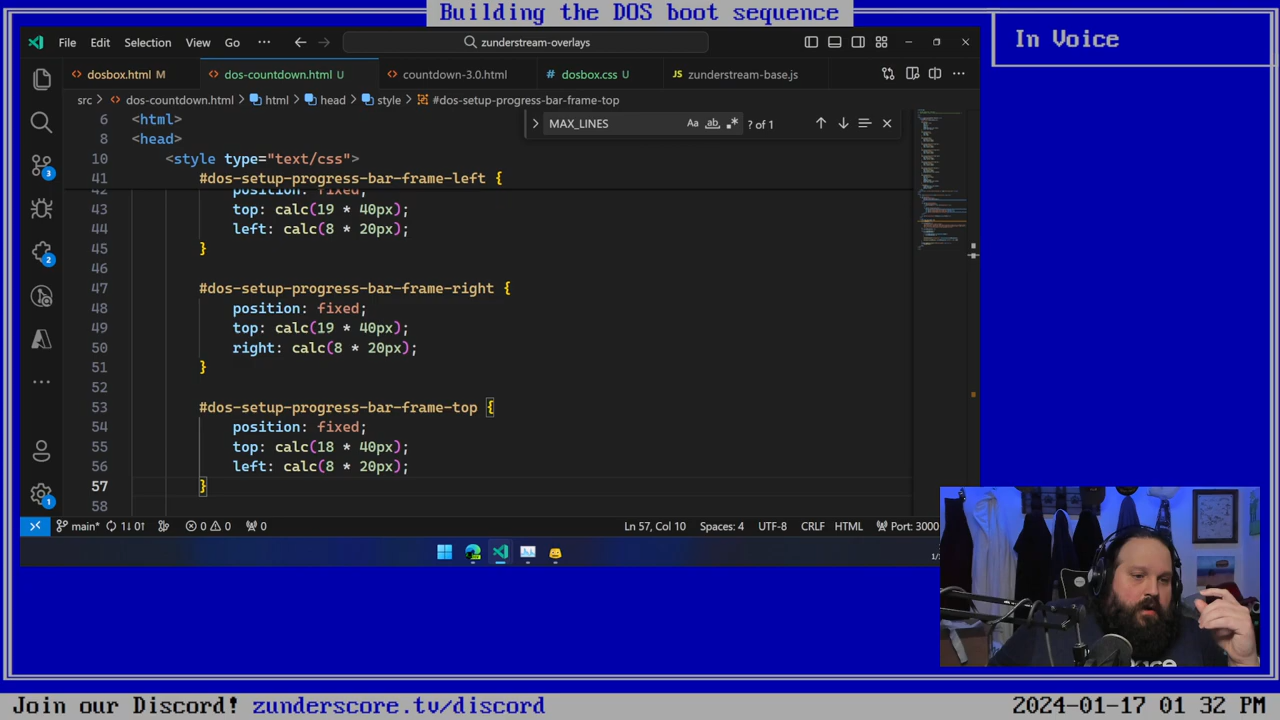 Building the DOS boot sequence
In Voice
File Edit Selection View Go ··· zunderstream-overlays
dosbox.html M dos-countdown.html U countdown-3.0.html dosbox.css U JS zunderstream-base.js
src > dos-countdown.html > html > head > style > #dos-setup-progress-bar-frame-top
MAX_LINES Aa ab ? of 1
6 <html>
8 <head>
10 <style type="text/css">
41 #dos-setup-progress-bar-frame-left {
42 position: fixed;
43 top: calc(19 * 40px);
44 left: calc(8 * 20px);
45 }
46
47 #dos-setup-progress-bar-frame-right {
48 position: fixed;
49 top: calc(19 * 40px);
50 right: calc(8 * 20px);
51 }
52
53 #dos-setup-progress-bar-frame-top {
54 position: fixed;
55 top: calc(18 * 40px);
56 left: calc(8 * 20px);
57 }
58
3
2
1
main* 1↓ 0↑ 0 0 0 Ln 57, Col 10 Spaces: 4 UTF-8 CRLF HTML Port: 3000
Join our Discord! zunderscore.tv/discord
2024-01-17 01 32 PM